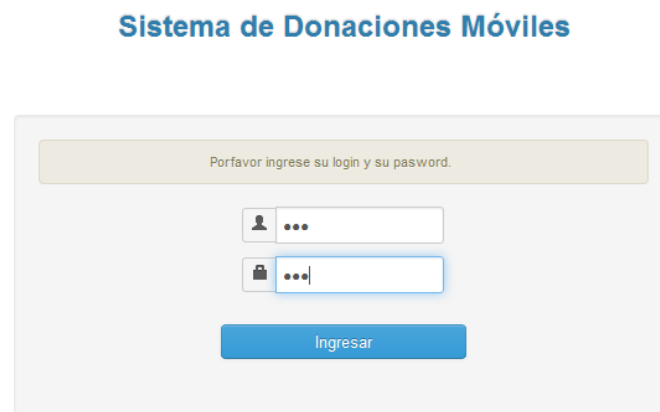 Sistema de Donaciones Móviles
Porfavor ingrese su login y su pasword.
•••
•••
Ingresar